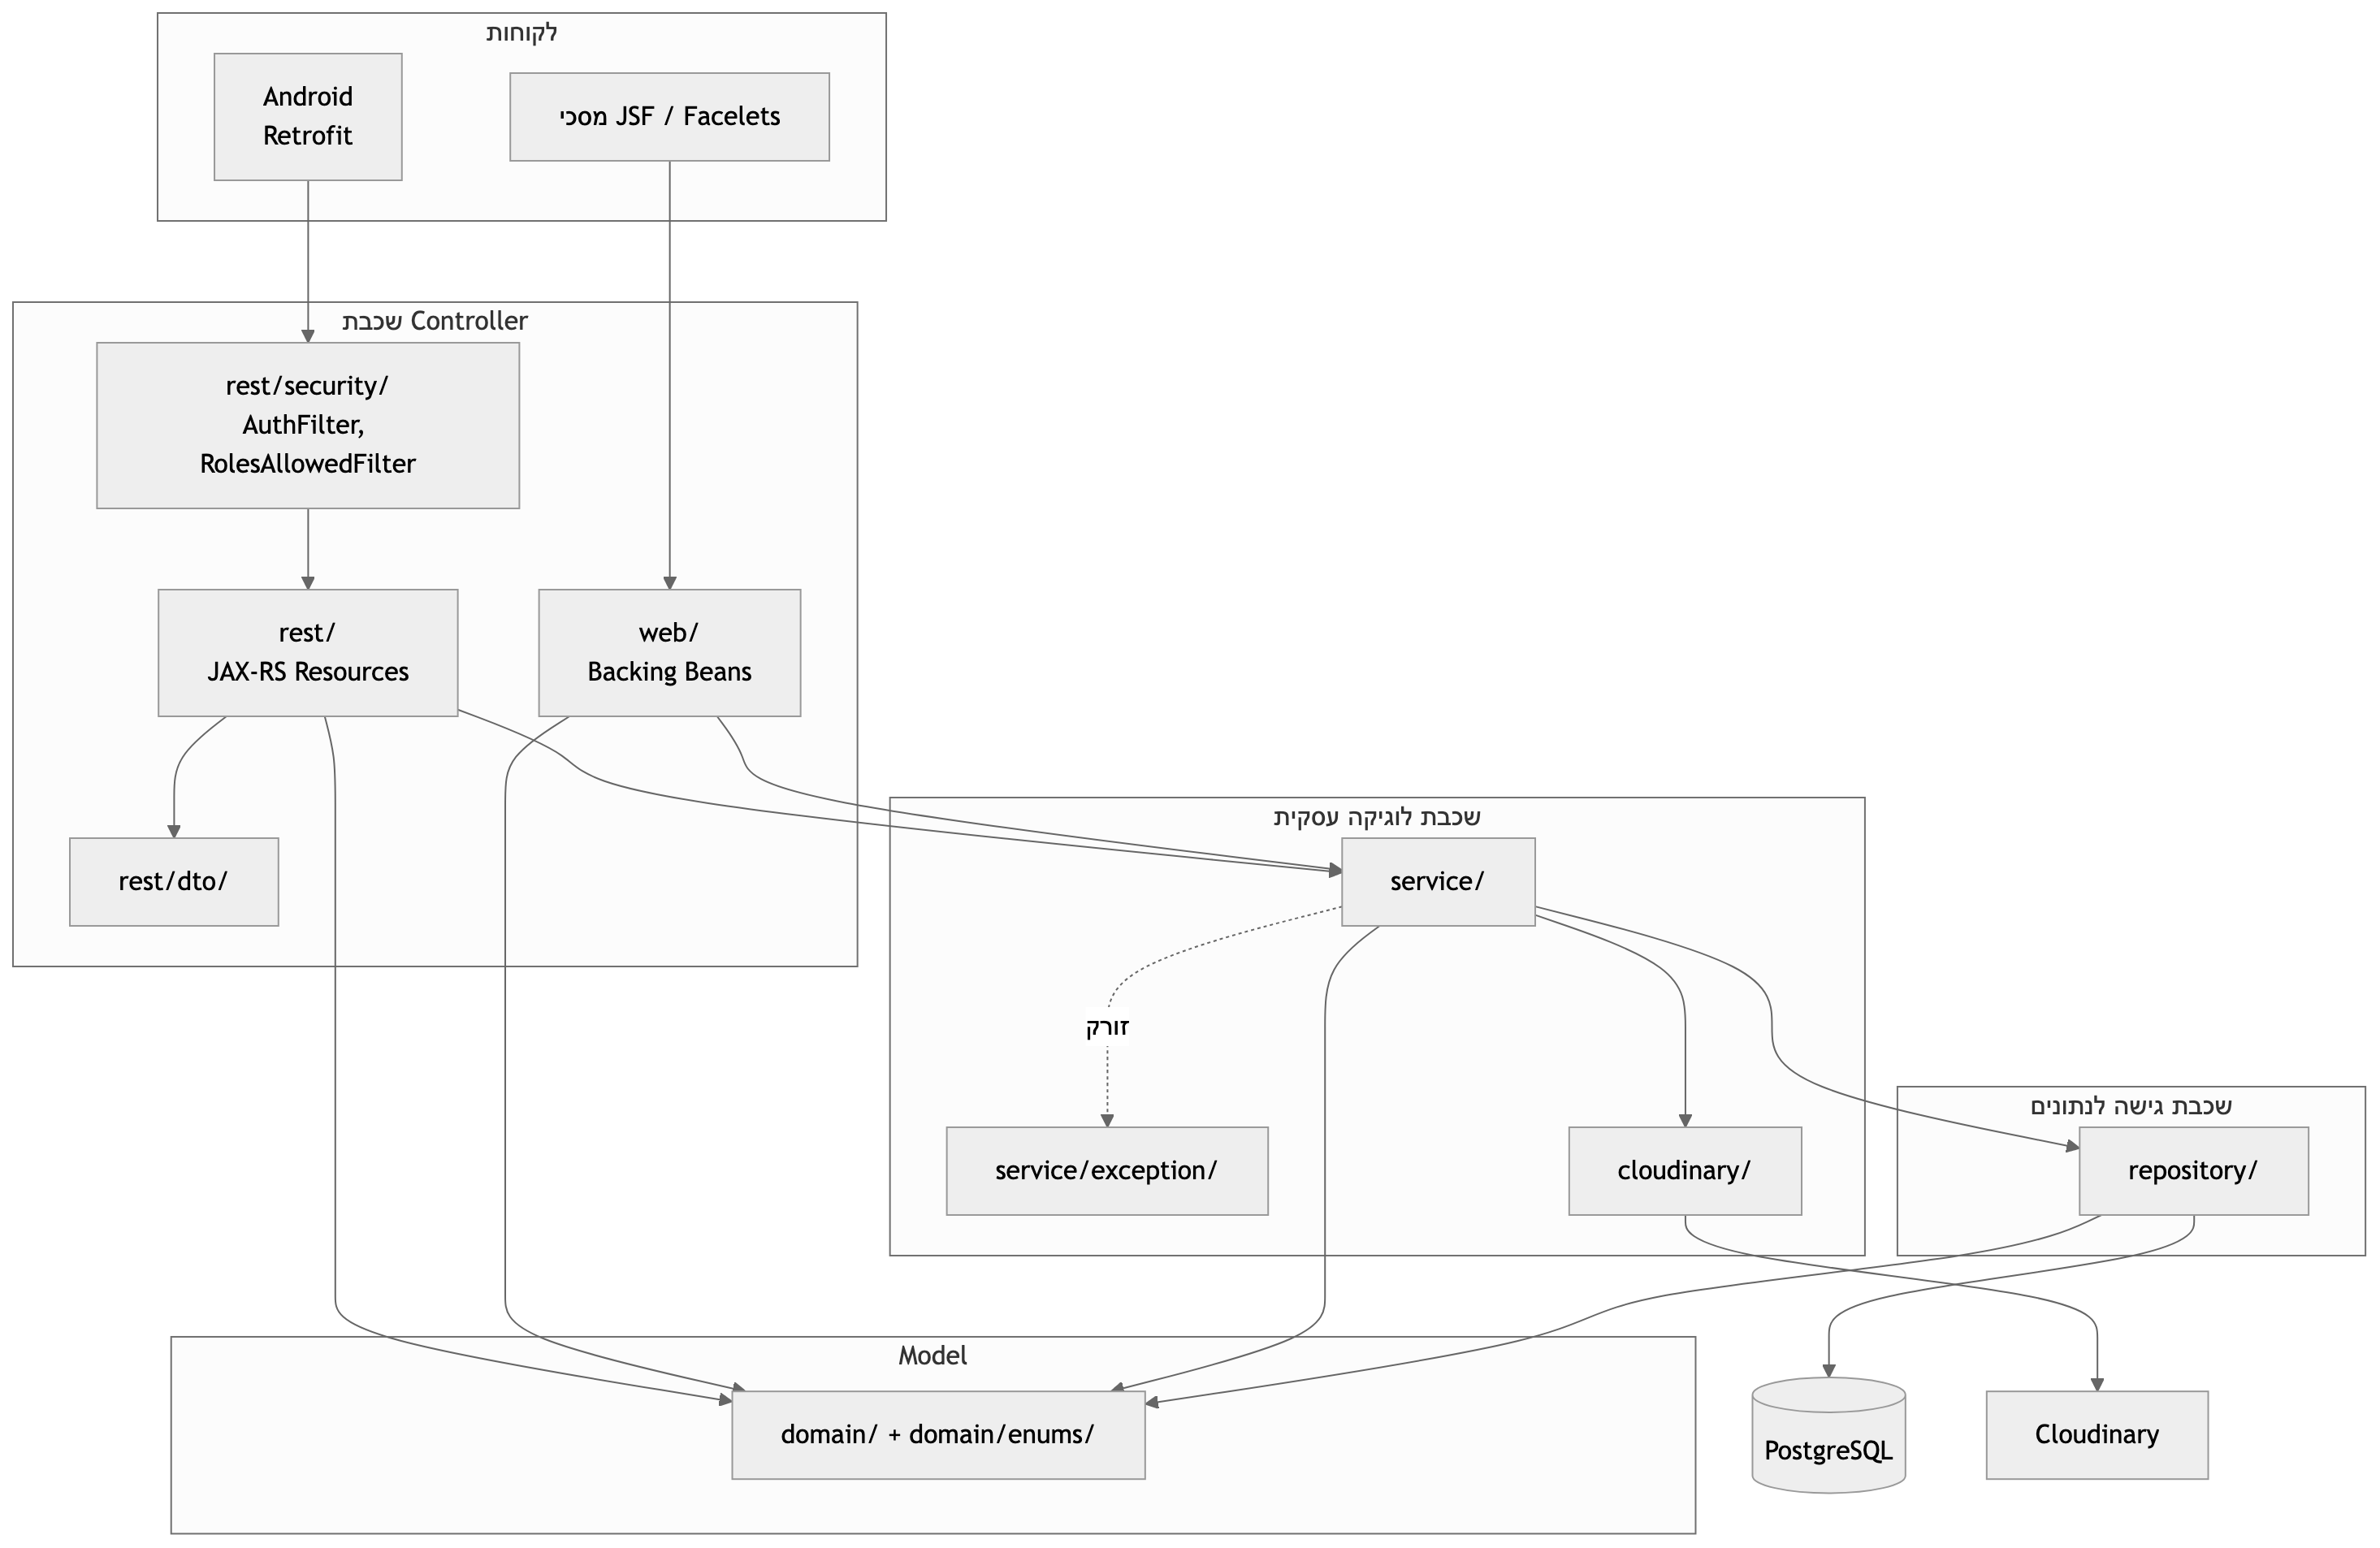 לקוחות
Android
Retrofit
מסכי JSF / Facelets
שכבת Controller
rest/security/
AuthFilter,
RolesAllowedFilter
rest/
JAX-RS Resources
web/
Backing Beans
rest/dto/
שכבת לוגיקה עסקית
service/
זורק
service/exception/
cloudinary/
שכבת גישה לנתונים
repository/
Model
domain/ + domain/enums/
PostgreSQL
Cloudinary